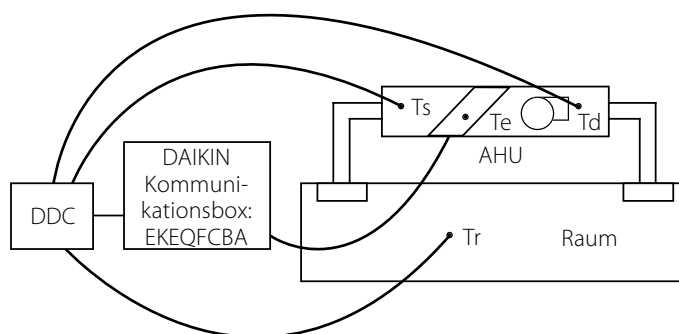 Ts
Te
Td
AHU
DAIKIN
Kommuni-
kationsbox:
EKEQFCBA
DDC
Tr
Raum